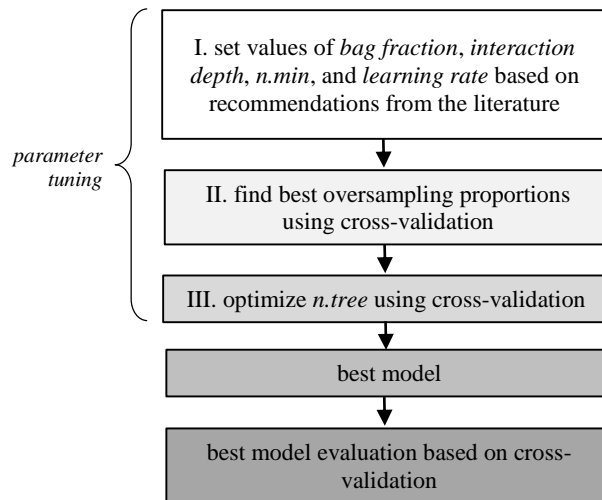 I. set values of bag fraction, interaction
depth, n.min, and learning rate based on
recommendations from the literature
parameter
tuning
II. find best oversampling proportions
using cross-validation
III. optimize n.tree using cross-validation
best model
best model evaluation based on cross-
validation